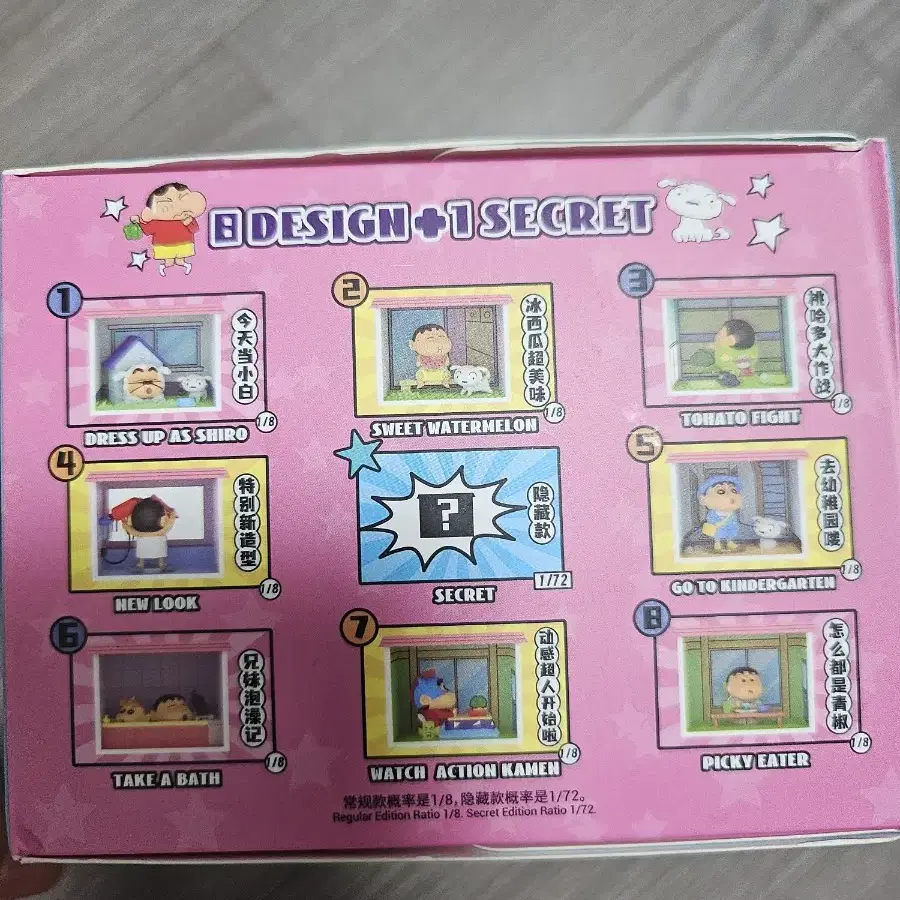 8 DESIGN + 1 SECRET
1
今天当小白
1/8
DRESS UP AS SHIRO
2
冰西瓜超美味
1/8
SWEET WATERMELON
3
桃哈多大作战
1/8
TOHATO FIGHT
4
特别新造型
1/8
NEW LOOK
?
隐藏款
1/72
SECRET
5
去幼稚园喽
1/8
GO TO KINDERGARTEN
6
兄妹泡澡记
1/8
TAKE A BATH
7
动感超人开始啦
1/8
WATCH ACTION KAMEN
8
怎么都是青椒
1/8
PICKY EATER
常规款概率是1/8,隐藏款概率是1/72。
Regular Edition Ratio 1/8. Secret Edition Ratio 1/72.